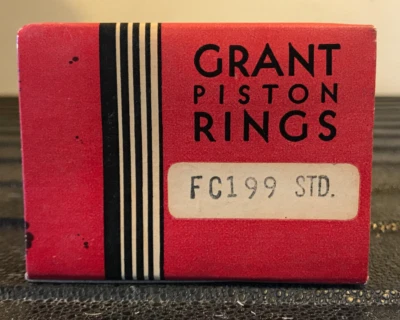 GRANT
PISTON
RINGS
FC199 STD.